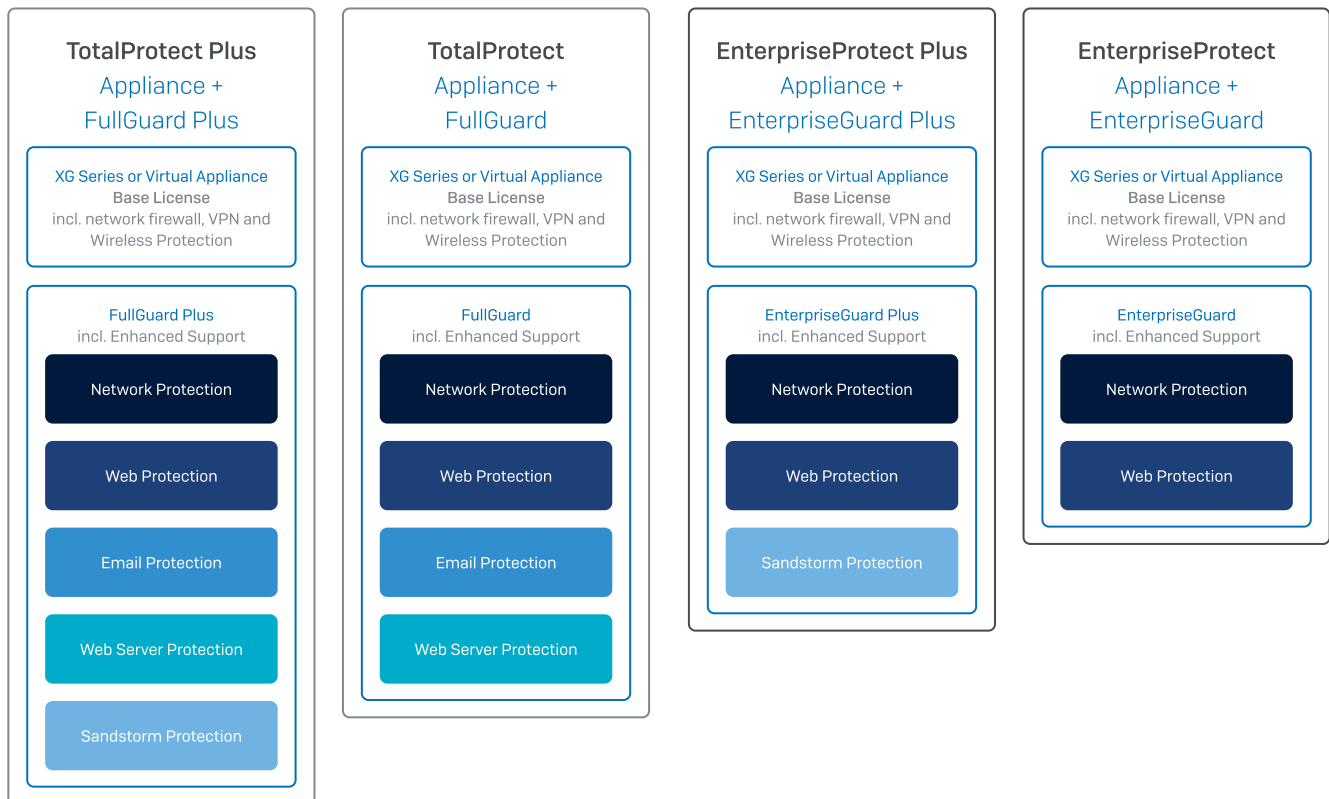 TotalProtect Plus
Appliance +
FullGuard Plus
XG Series or Virtual Appliance
Base License
incl. network firewall, VPN and
Wireless Protection
FullGuard Plus
incl. Enhanced Support
Network Protection
Web Protection
Email Protection
Web Server Protection
Sandstorm Protection
TotalProtect
Appliance +
FullGuard
XG Series or Virtual Appliance
Base License
incl. network firewall, VPN and
Wireless Protection
FullGuard
incl. Enhanced Support
Network Protection
Web Protection
Email Protection
Web Server Protection
EnterpriseProtect Plus
Appliance +
EnterpriseGuard Plus
XG Series or Virtual Appliance
Base License
incl. network firewall, VPN and
Wireless Protection
EnterpriseGuard Plus
incl. Enhanced Support
Network Protection
Web Protection
Sandstorm Protection
EnterpriseProtect
Appliance +
EnterpriseGuard
XG Series or Virtual Appliance
Base License
incl. network firewall, VPN and
Wireless Protection
EnterpriseGuard
incl. Enhanced Support
Network Protection
Web Protection